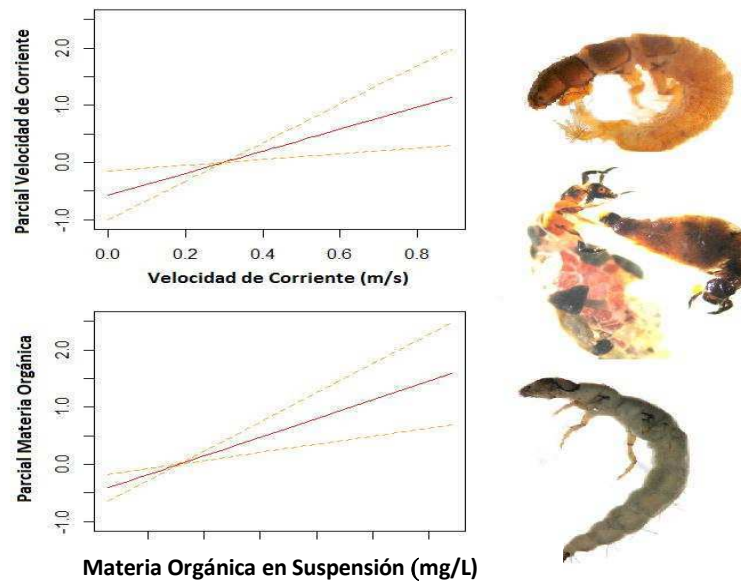 Parcial Velocidad de Corriente
2.0
1.0
0.0
-1.0
0.0 0.2 0.4 0.6 0.8
Velocidad de Corriente (m/s)
Parcial Materia Orgánica
2.0
1.0
0.0
-1.0
Materia Orgánica en Suspensión (mg/L)